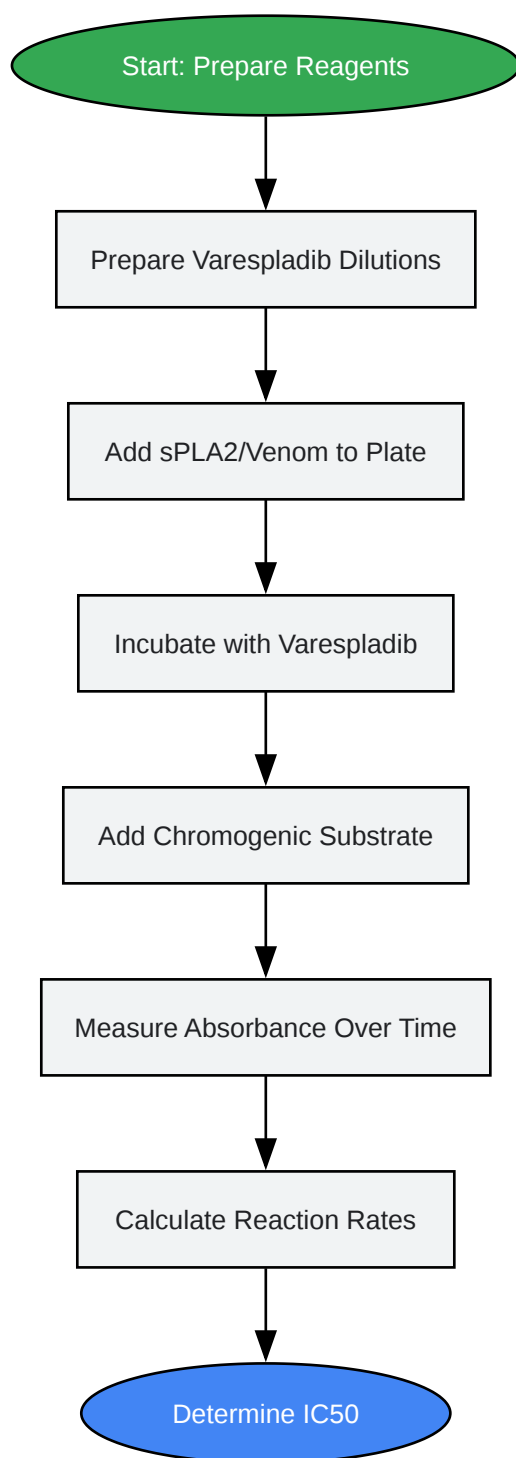 Start: Prepare Reagents
Prepare Varespladib Dilutions
Add sPLA2/Venom to Plate
Incubate with Varespladib
Add Chromogenic Substrate
Measure Absorbance Over Time
Calculate Reaction Rates
Determine IC50